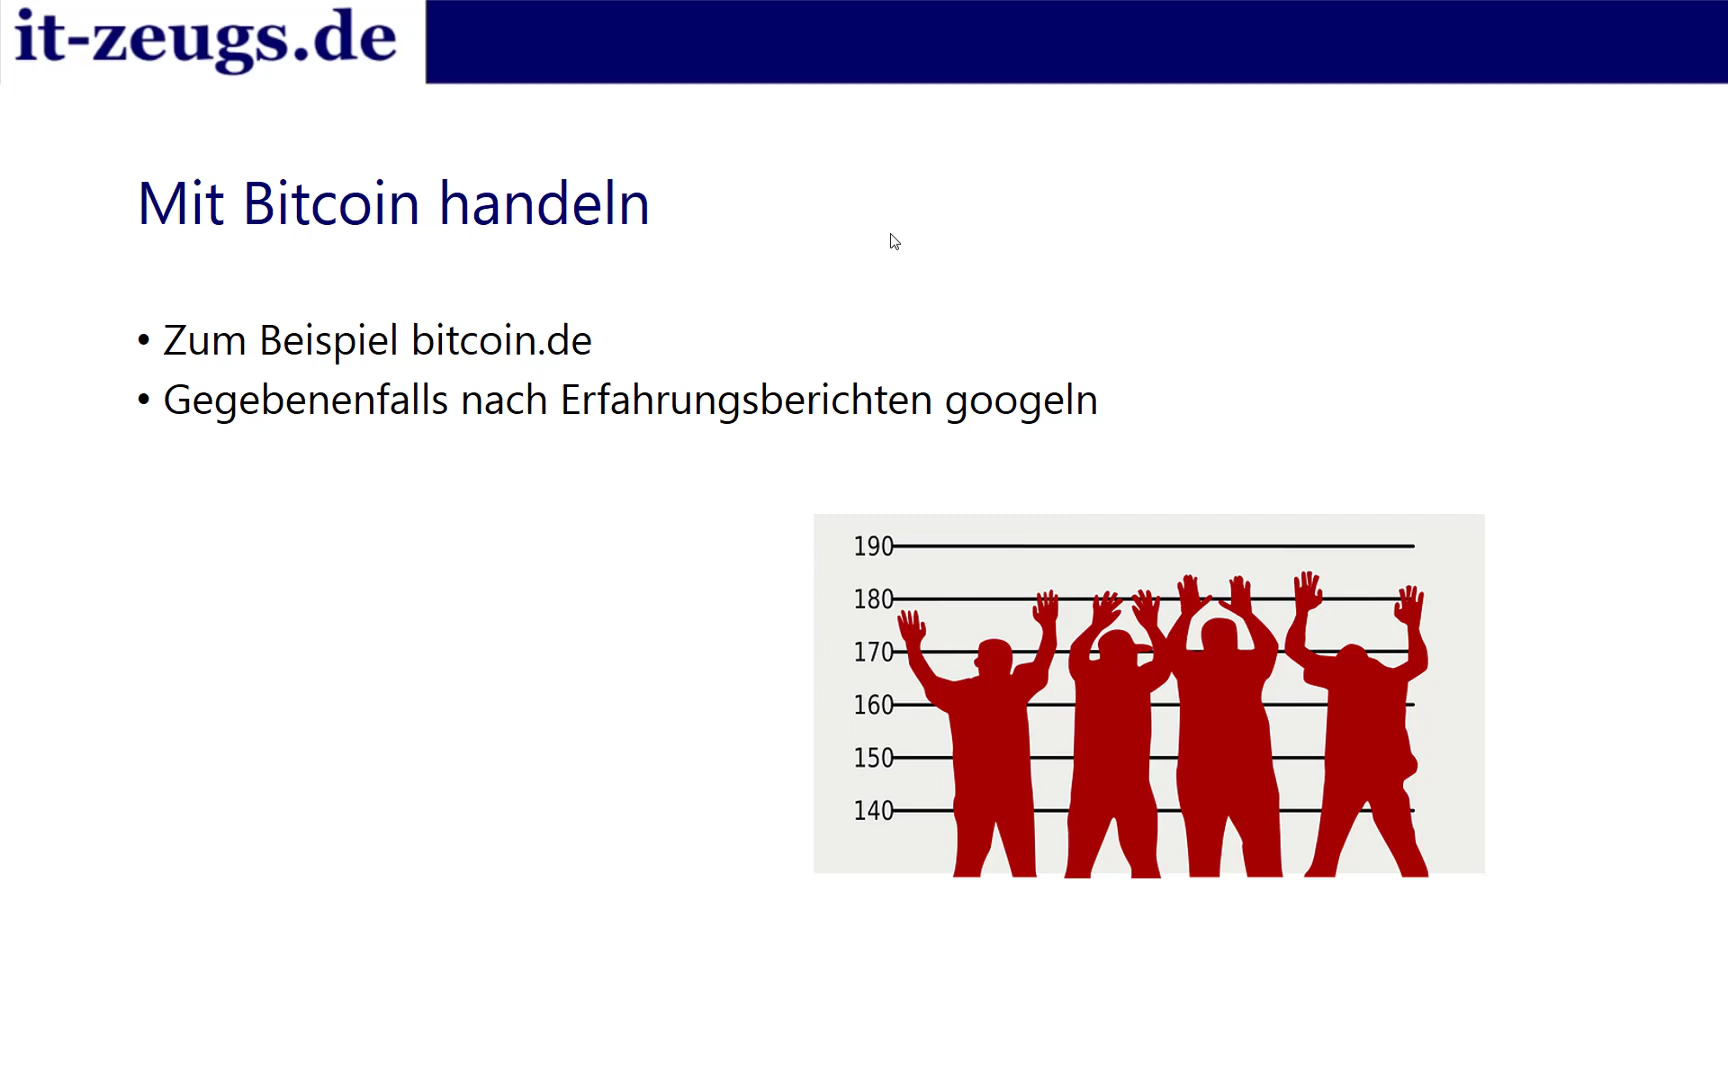 it-zeugs.de
Mit Bitcoin handeln
• Zum Beispiel bitcoin.de
• Gegebenenfalls nach Erfahrungsberichten googeln
190
180
170
160
150
140